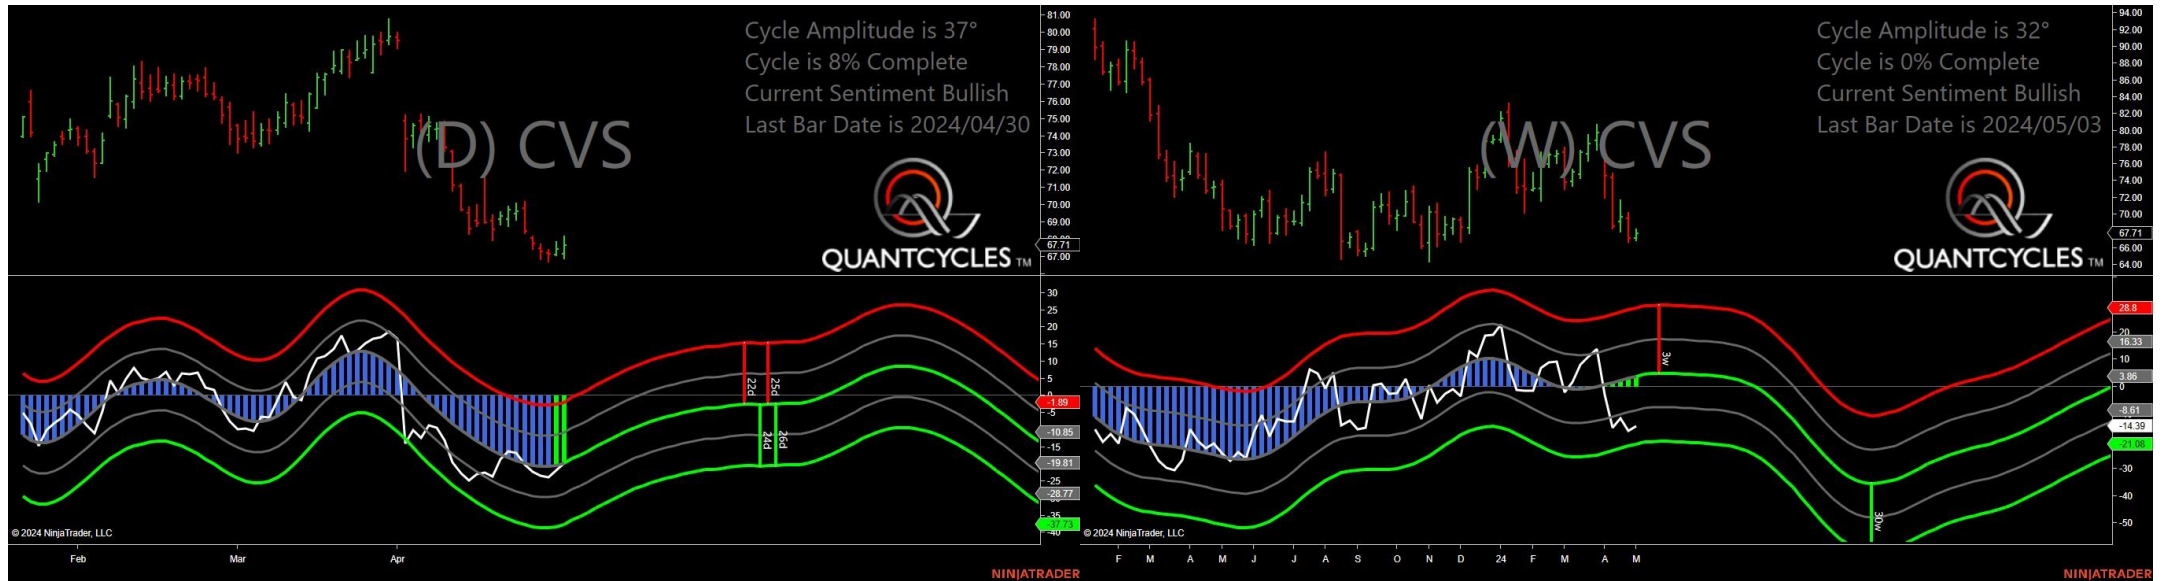 Cycle Amplitude is 37°
Cycle is 8% Complete
Current Sentiment Bullish
Last Bar Date is 2024/04/30
(D) CVS
QUANTCYCLES TM
81.00
80.00
79.00
78.00
77.00
76.00
75.00
74.00
73.00
72.00
71.00
70.00
69.00
67.71
67.00
30
25
20
15
10
5
0
-1.89
-5
-10.85
-15
-19.81
-25
-28.77
-35
-37.73
-40
22d
25d
24d
26d
© 2024 NinjaTrader, LLC
Feb
Mar
Apr
NINJATRADER
Cycle Amplitude is 32°
Cycle is 0% Complete
Current Sentiment Bullish
Last Bar Date is 2024/05/03
(W) CVS
QUANTCYCLES TM
94.00
92.00
90.00
88.00
86.00
84.00
82.00
80.00
78.00
76.00
74.00
72.00
70.00
67.71
66.00
64.00
28.8
20
16.33
10
3.86
0
-8.61
-14.39
-21.08
-30
-40
-50
3w
30w
© 2024 NinjaTrader, LLC
F M A M J J A S O N D 24 F M A M
NINJATRADER